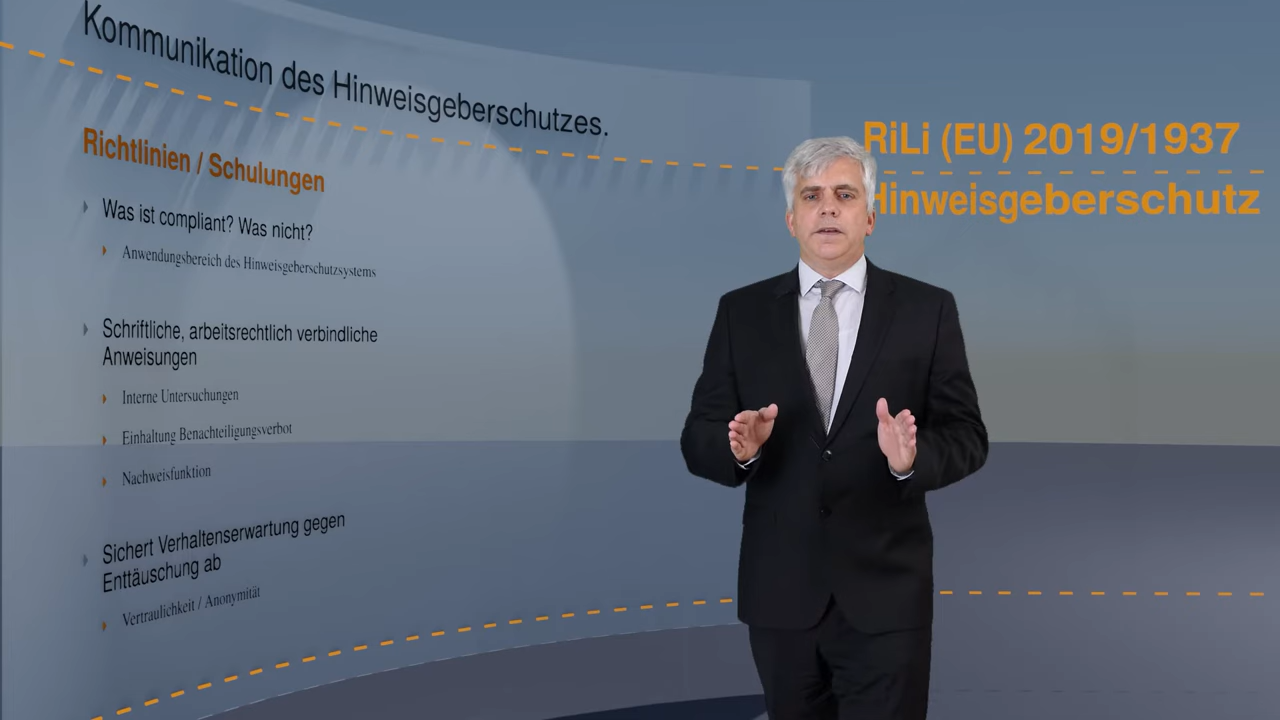 Kommunikation des Hinweisgeberschutzes.
Richtlinien / Schulungen
Was ist compliant? Was nicht?
Anwendungsbereich des Hinweisgeberschutzsystems
Schriftliche, arbeitsrechtlich verbindliche
Anweisungen
Interne Untersuchungen
Einhaltung Benachteiligungsverbot
Nachweisfunktion
Sichert Verhaltenserwartung gegen
Enttäuschung ab
Vertraulichkeit / Anonymität
RiLi (EU) 2019/1937
Hinweisgeberschutz